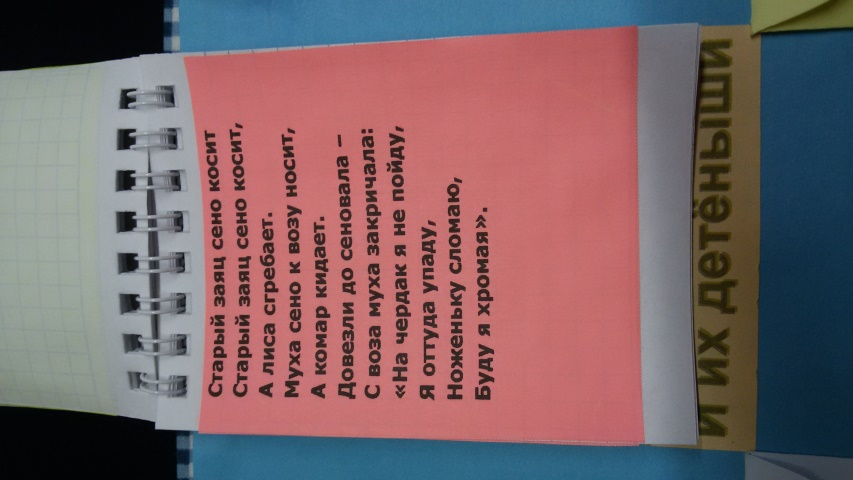 Старый заяц сено косит
Старый заяц сено косит,
А лиса сгребает.
Муха сено к возу носит,
А комар кидает.
Довезли до сеновала –
С воза муха закричала:
«На чердак я не пойду,
Я оттуда упаду,
Ноженьку сломаю,
Буду я хромая».
и их детёныши